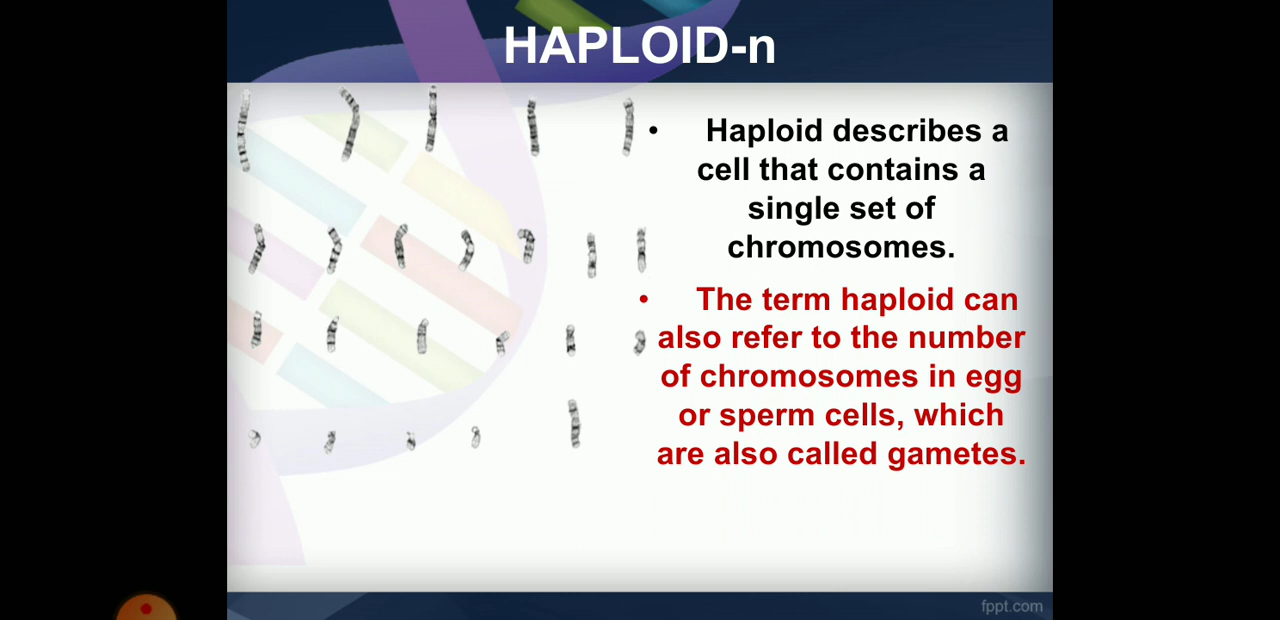 HAPLOID-n
• Haploid describes a
cell that contains a
single set of
chromosomes.
• The term haploid can
also refer to the number
of chromosomes in egg
or sperm cells, which
are also called gametes.
fppt.com